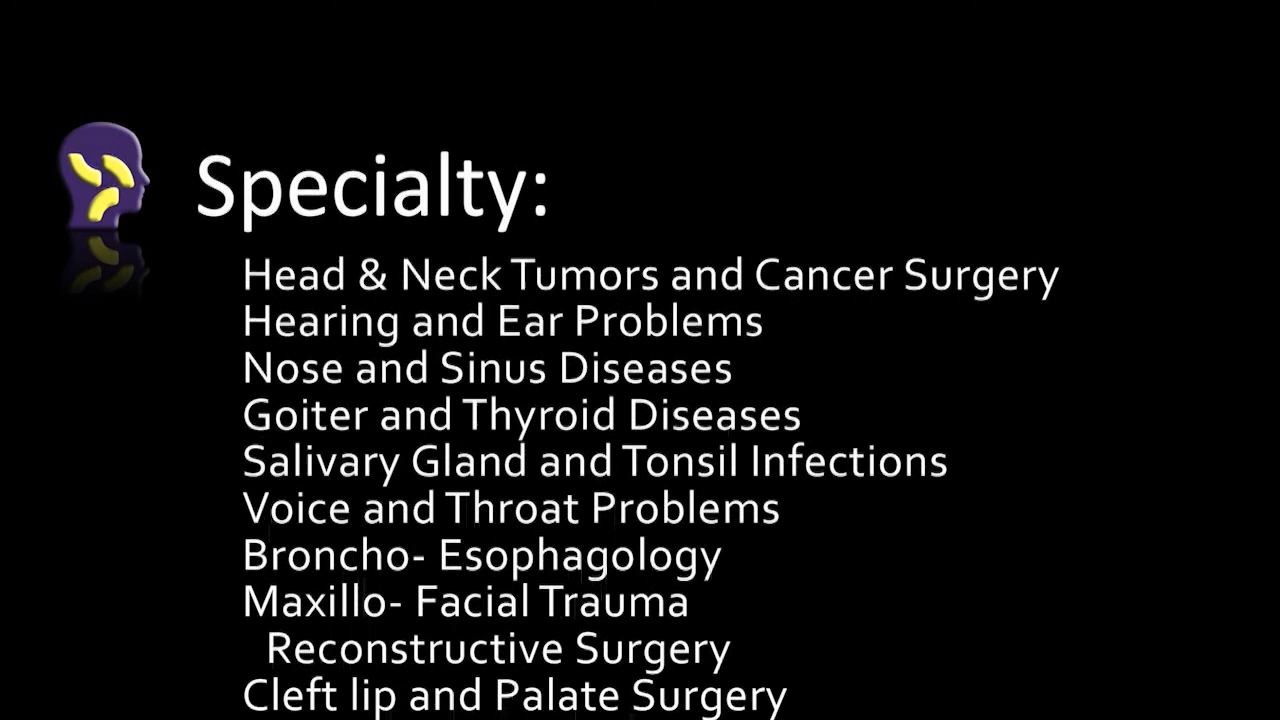 Specialty:
Head & Neck Tumors and Cancer Surgery
Hearing and Ear Problems
Nose and Sinus Diseases
Goiter and Thyroid Diseases
Salivary Gland and Tonsil Infections
Voice and Throat Problems
Broncho- Esophagology
Maxillo- Facial Trauma
Reconstructive Surgery
Cleft lip and Palate Surgery